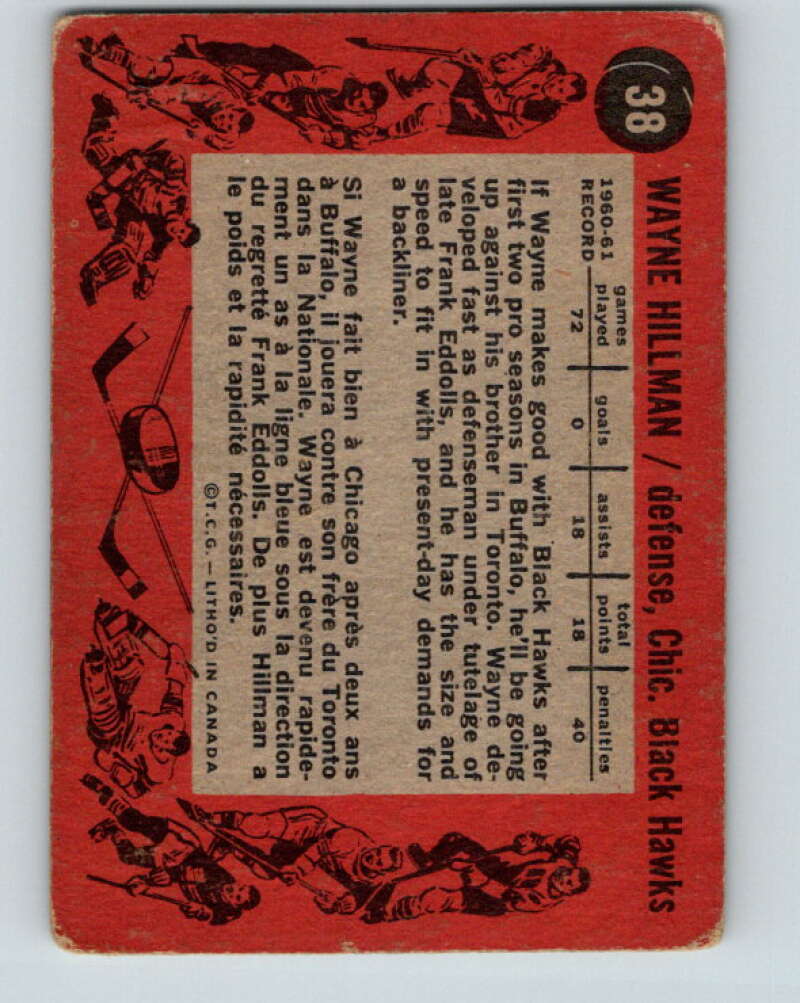 38
WAYNE HILLMAN / defense, Chic. Black Hawks
1960-61 RECORD games played goals assists total points penalties
72 0 18 18 40
If Wayne makes good with Black Hawks after
first two pro seasons in Buffalo, he'll be going
up against his brother in Toronto. Wayne de-
veloped fast as defenseman under tutelage of
late Frank Eddolls, and he has the size and
speed to fit in with present-day demands for
a backliner.
Si Wayne fait bien à Chicago après deux ans
à Buffalo, il jouera contre son frère du Toronto
dans la Nationale. Wayne est devenu rapide-
ment un as à la ligne bleue sous la direction
du regretté Frank Eddolls. De plus Hillman a
le poids et la rapidité nécessaires.
©T.C.G. — LITHO'D IN CANADA